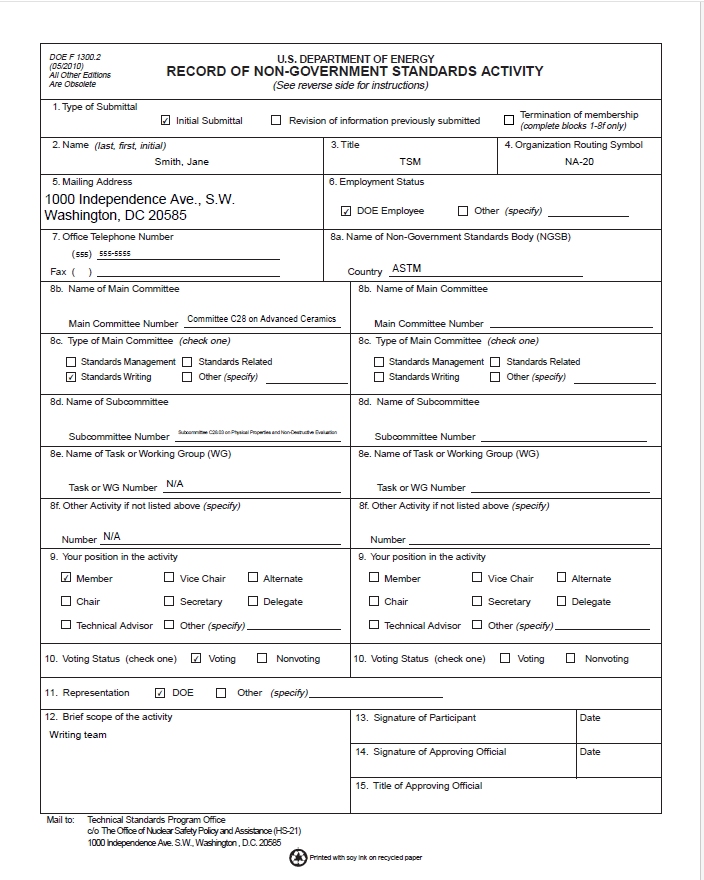 DOE F 1300.2
(05/2010)
All Other Editions
Are Obsolete
U.S. DEPARTMENT OF ENERGY
RECORD OF NON-GOVERNMENT STANDARDS ACTIVITY
(See reverse side for instructions)
1. Type of Submittal
✓ Initial Submittal Revision of information previously submitted Termination of membership
(complete blocks 1-8f only)
2. Name (last, first, initial) 3. Title 4. Organization Routing Symbol
Smith, Jane TSM NA-20
5. Mailing Address 6. Employment Status
1000 Independence Ave., S.W.
Washington, DC 20585
✓ DOE Employee Other (specify)
7. Office Telephone Number 8a. Name of Non-Government Standards Body (NGSB)
(555) 555-5555
Fax ( ) Country ASTM
8b. Name of Main Committee 8b. Name of Main Committee
Main Committee Number Committee C28 on Advanced Ceramics Main Committee Number
8c. Type of Main Committee (check one) 8c. Type of Main Committee (check one)
Standards Management Standards Related Standards Management Standards Related
✓ Standards Writing Other (specify) Standards Writing Other (specify)
8d. Name of Subcommittee 8d. Name of Subcommittee
Subcommittee Number Subcommittee C28.03 on Physical Properties and Non-Destructive Evaluation Subcommittee Number
8e. Name of Task or Working Group (WG) 8e. Name of Task or Working Group (WG)
Task or WG Number N/A Task or WG Number
8f. Other Activity if not listed above (specify) 8f. Other Activity if not listed above (specify)
Number N/A Number
9. Your position in the activity 9. Your position in the activity
✓ Member Vice Chair Alternate Member Vice Chair Alternate
Chair Secretary Delegate Chair Secretary Delegate
Technical Advisor Other (specify) Technical Advisor Other (specify)
10. Voting Status (check one) ✓ Voting Nonvoting 10. Voting Status (check one) Voting Nonvoting
11. Representation ✓ DOE Other (specify)
12. Brief scope of the activity 13. Signature of Participant Date
Writing team
14. Signature of Approving Official Date
15. Title of Approving Official
Mail to: Technical Standards Program Office
c/o The Office of Nuclear Safety Policy and Assistance (HS-21)
1000 Independence Ave. S.W., Washington , D.C. 20585
Printed with soy ink on recycled paper